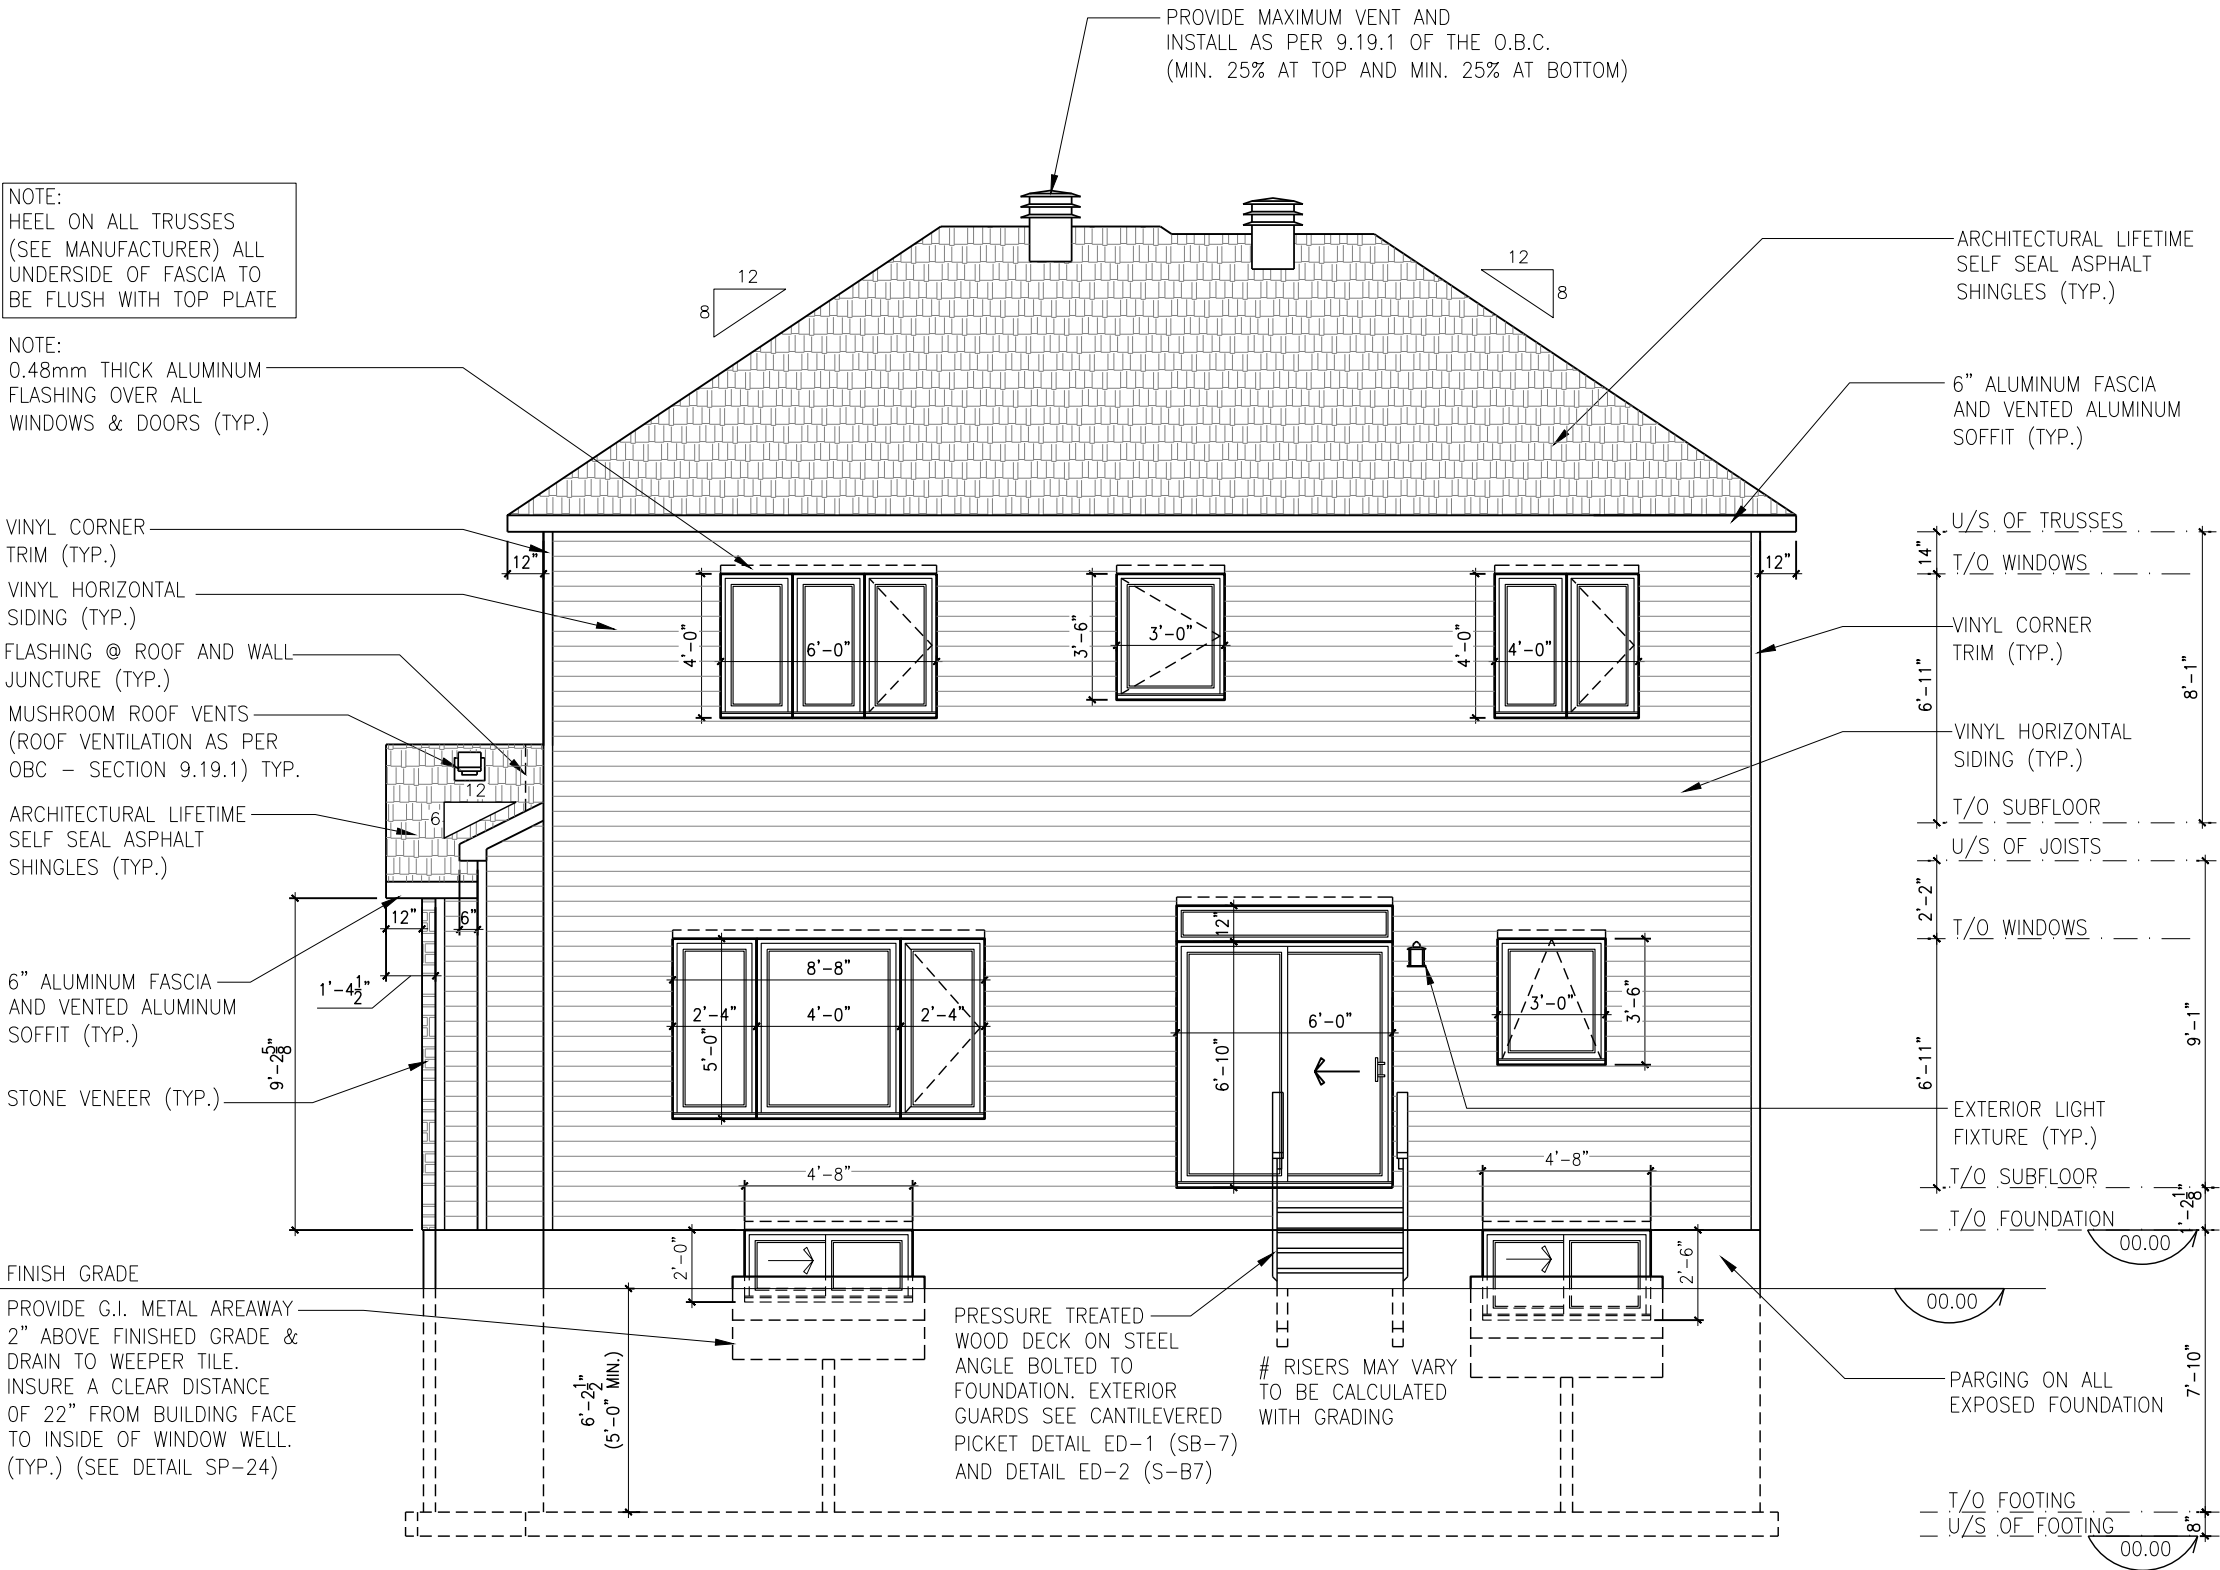 PROVIDE MAXIMUM VENT AND
INSTALL AS PER 9.19.1 OF THE O.B.C.
(MIN. 25% AT TOP AND MIN. 25% AT BOTTOM)
NOTE:
HEEL ON ALL TRUSSES
(SEE MANUFACTURER) ALL
UNDERSIDE OF FASCIA TO
BE FLUSH WITH TOP PLATE
NOTE:
0.48mm THICK ALUMINUM
FLASHING OVER ALL
WINDOWS & DOORS (TYP.)
VINYL CORNER
TRIM (TYP.)
VINYL HORIZONTAL
SIDING (TYP.)
FLASHING @ ROOF AND WALL
JUNCTURE (TYP.)
MUSHROOM ROOF VENTS
(ROOF VENTILATION AS PER
OBC – SECTION 9.19.1) TYP.
ARCHITECTURAL LIFETIME
SELF SEAL ASPHALT
SHINGLES (TYP.)
6” ALUMINUM FASCIA
AND VENTED ALUMINUM
SOFFIT (TYP.)
STONE VENEER (TYP.)
FINISH GRADE
PROVIDE G.I. METAL AREAWAY
2” ABOVE FINISHED GRADE &
DRAIN TO WEEPER TILE.
INSURE A CLEAR DISTANCE
OF 22” FROM BUILDING FACE
TO INSIDE OF WINDOW WELL.
(TYP.) (SEE DETAIL SP–24)
12
8
12
8
12
6
12”
12”
12”
6”
1’–4½”
9’–2⅝”
4’–0”
6’–0”
3’–6”
3’–0”
4’–0”
4’–0”
8’–8”
2’–4”
4’–0”
2’–4”
5’–0”
12”
6’–0”
6’–10”
3’–0”
3’–6”
4’–8”
2’–0”
4’–8”
2’–6”
6’–2½”
(5’–0” MIN.)
PRESSURE TREATED
WOOD DECK ON STEEL
ANGLE BOLTED TO
FOUNDATION. EXTERIOR
GUARDS SEE CANTILEVERED
PICKET DETAIL ED–1 (SB–7)
AND DETAIL ED–2 (S–B7)
# RISERS MAY VARY
TO BE CALCULATED
WITH GRADING
ARCHITECTURAL LIFETIME
SELF SEAL ASPHALT
SHINGLES (TYP.)
6” ALUMINUM FASCIA
AND VENTED ALUMINUM
SOFFIT (TYP.)
U/S OF TRUSSES
14”
T/O WINDOWS
VINYL CORNER
TRIM (TYP.)
6’–11”
8’–1”
VINYL HORIZONTAL
SIDING (TYP.)
T/O SUBFLOOR
U/S OF JOISTS
2’–2”
T/O WINDOWS
9’–1”
6’–11”
EXTERIOR LIGHT
FIXTURE (TYP.)
T/O SUBFLOOR
’–2⅛”
T/O FOUNDATION
00.00
00.00
7’–10”
PARGING ON ALL
EXPOSED FOUNDATION
T/O FOOTING
U/S OF FOOTING
8”
00.00